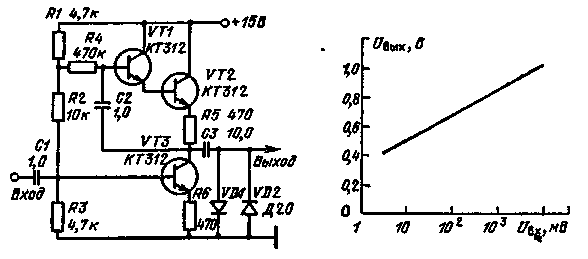 R1 4,7к
R4
470к
VT1
КТ312
+15В
VT2
КТ312
R2
10к
C2
1,0
R5 470
C3 10,0
VT3
КТ312
C1
1,0
Вход
Выход
R6
470
VD1
VD2
Д20
R3
4,7к
Uвых, В
1,0
0,8
0,6
0,4
0,2
0
1
10
10²
10³
Uвх, мВ